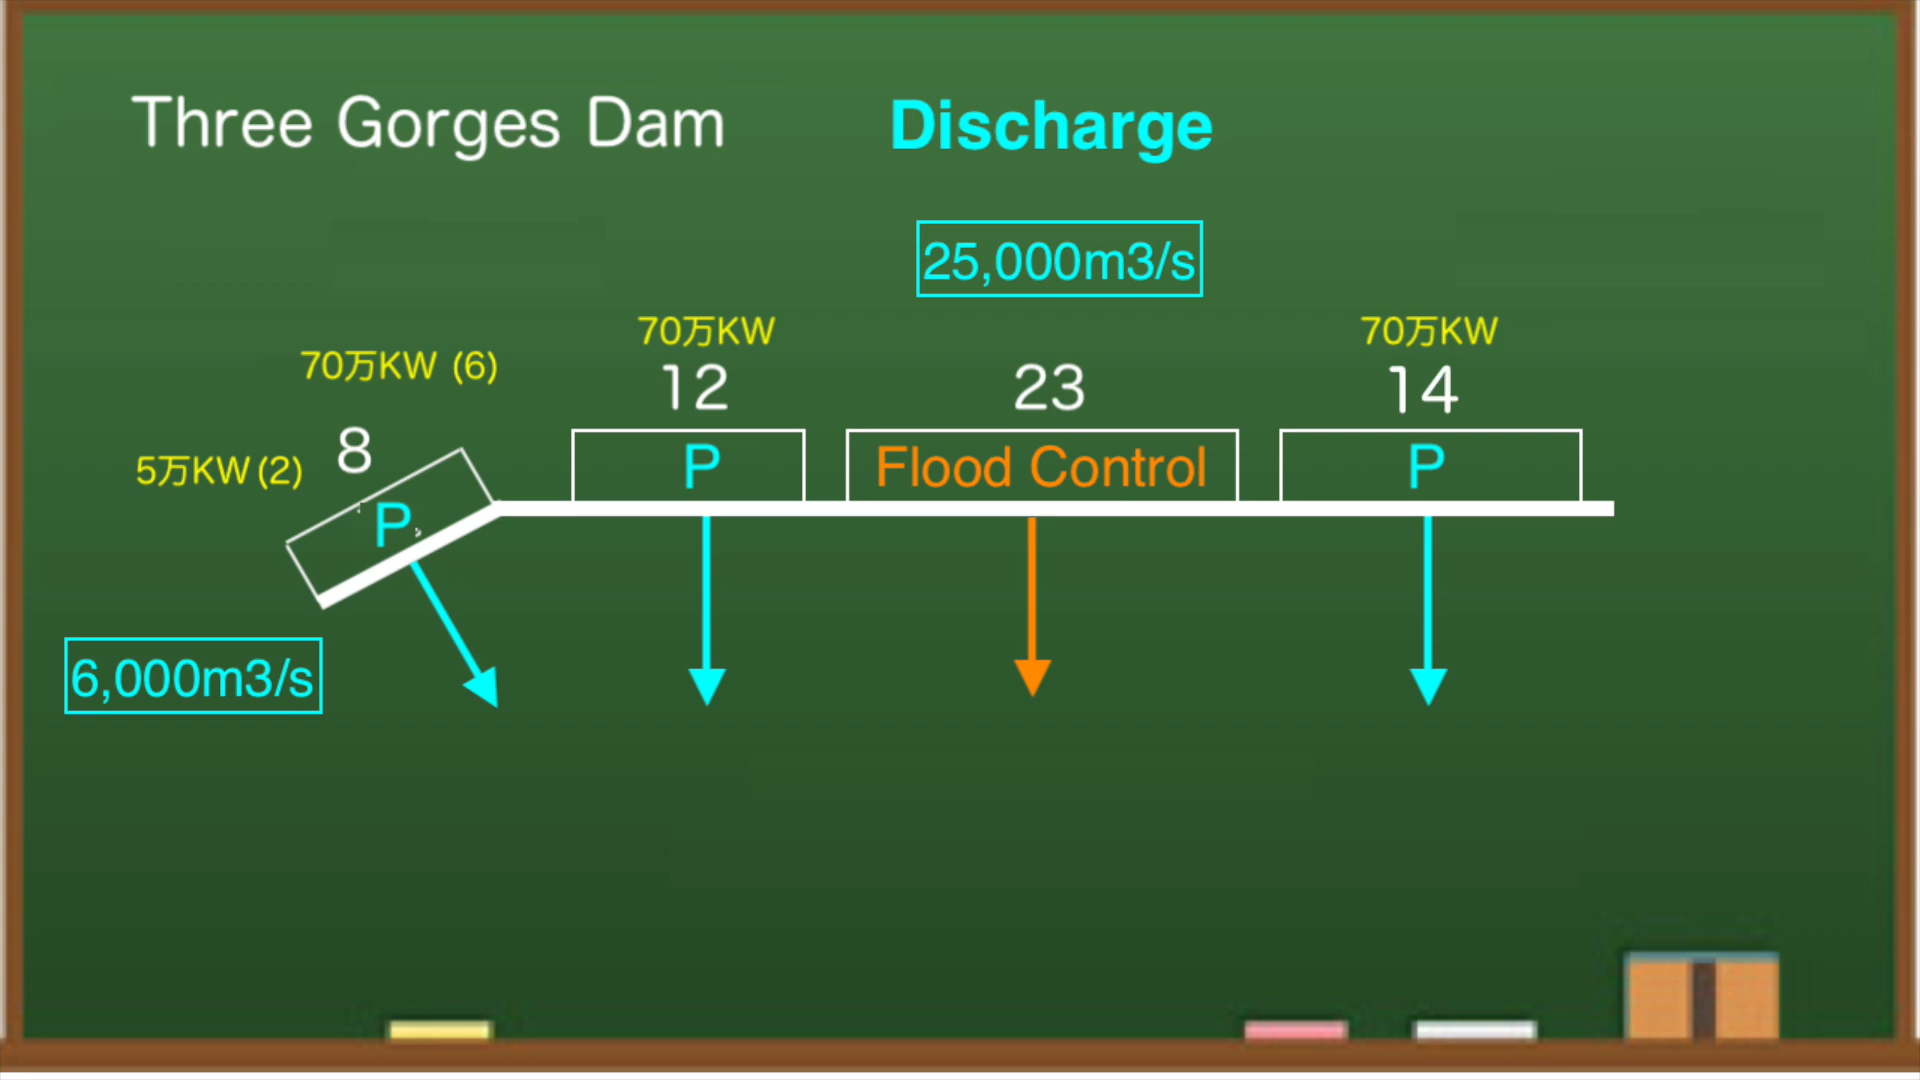 Three Gorges Dam
Discharge
25,000m3/s
70万KW
70万KW
70万KW (6)
12
23
14
8
5万KW(2)
P
Flood Control
P
P
6,000m3/s